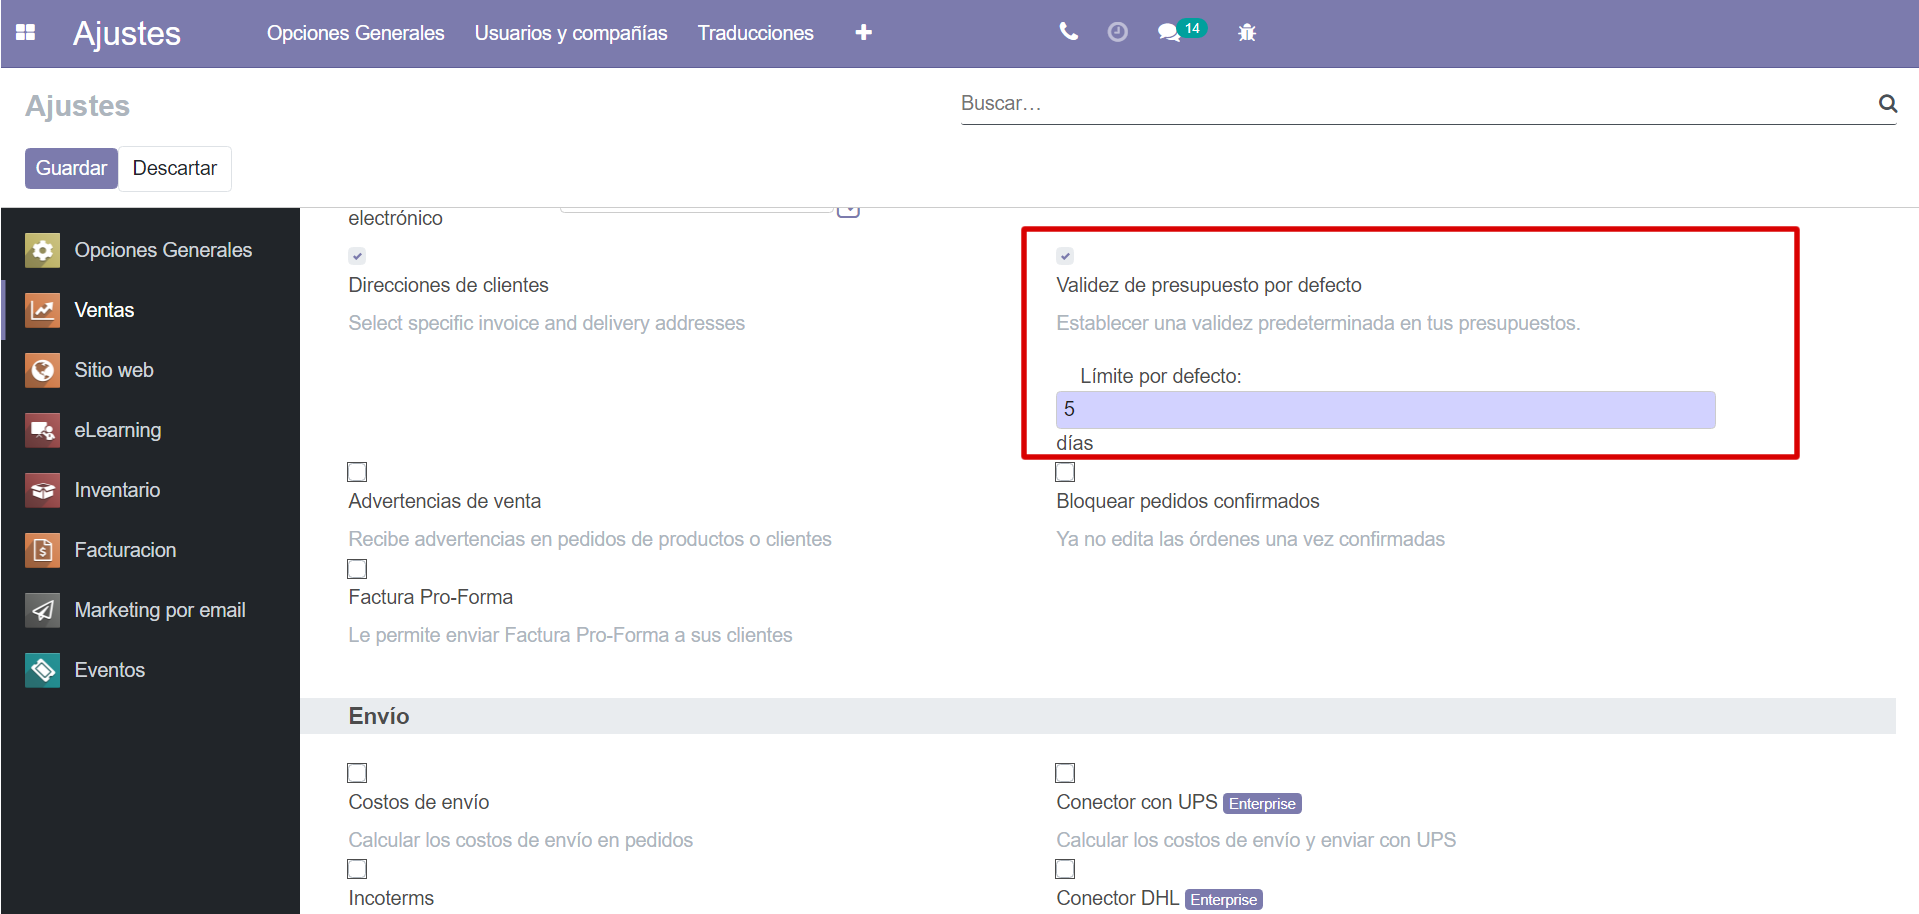 Ajustes
Opciones Generales
Usuarios y compañías
Traducciones
14
Ajustes
Buscar…
Guardar
Descartar
Opciones Generales
Ventas
Sitio web
eLearning
Inventario
Facturacion
Marketing por email
Eventos
electrónico
Direcciones de clientes
Select specific invoice and delivery addresses
Validez de presupuesto por defecto
Establecer una validez predeterminada en tus presupuestos.
Límite por defecto:
5
días
Advertencias de venta
Recibe advertencias en pedidos de productos o clientes
Bloquear pedidos confirmados
Ya no edita las órdenes una vez confirmadas
Factura Pro-Forma
Le permite enviar Factura Pro-Forma a sus clientes
Envío
Costos de envío
Calcular los costos de envío en pedidos
Conector con UPS Enterprise
Calcular los costos de envío y enviar con UPS
Incoterms
Conector DHL Enterprise